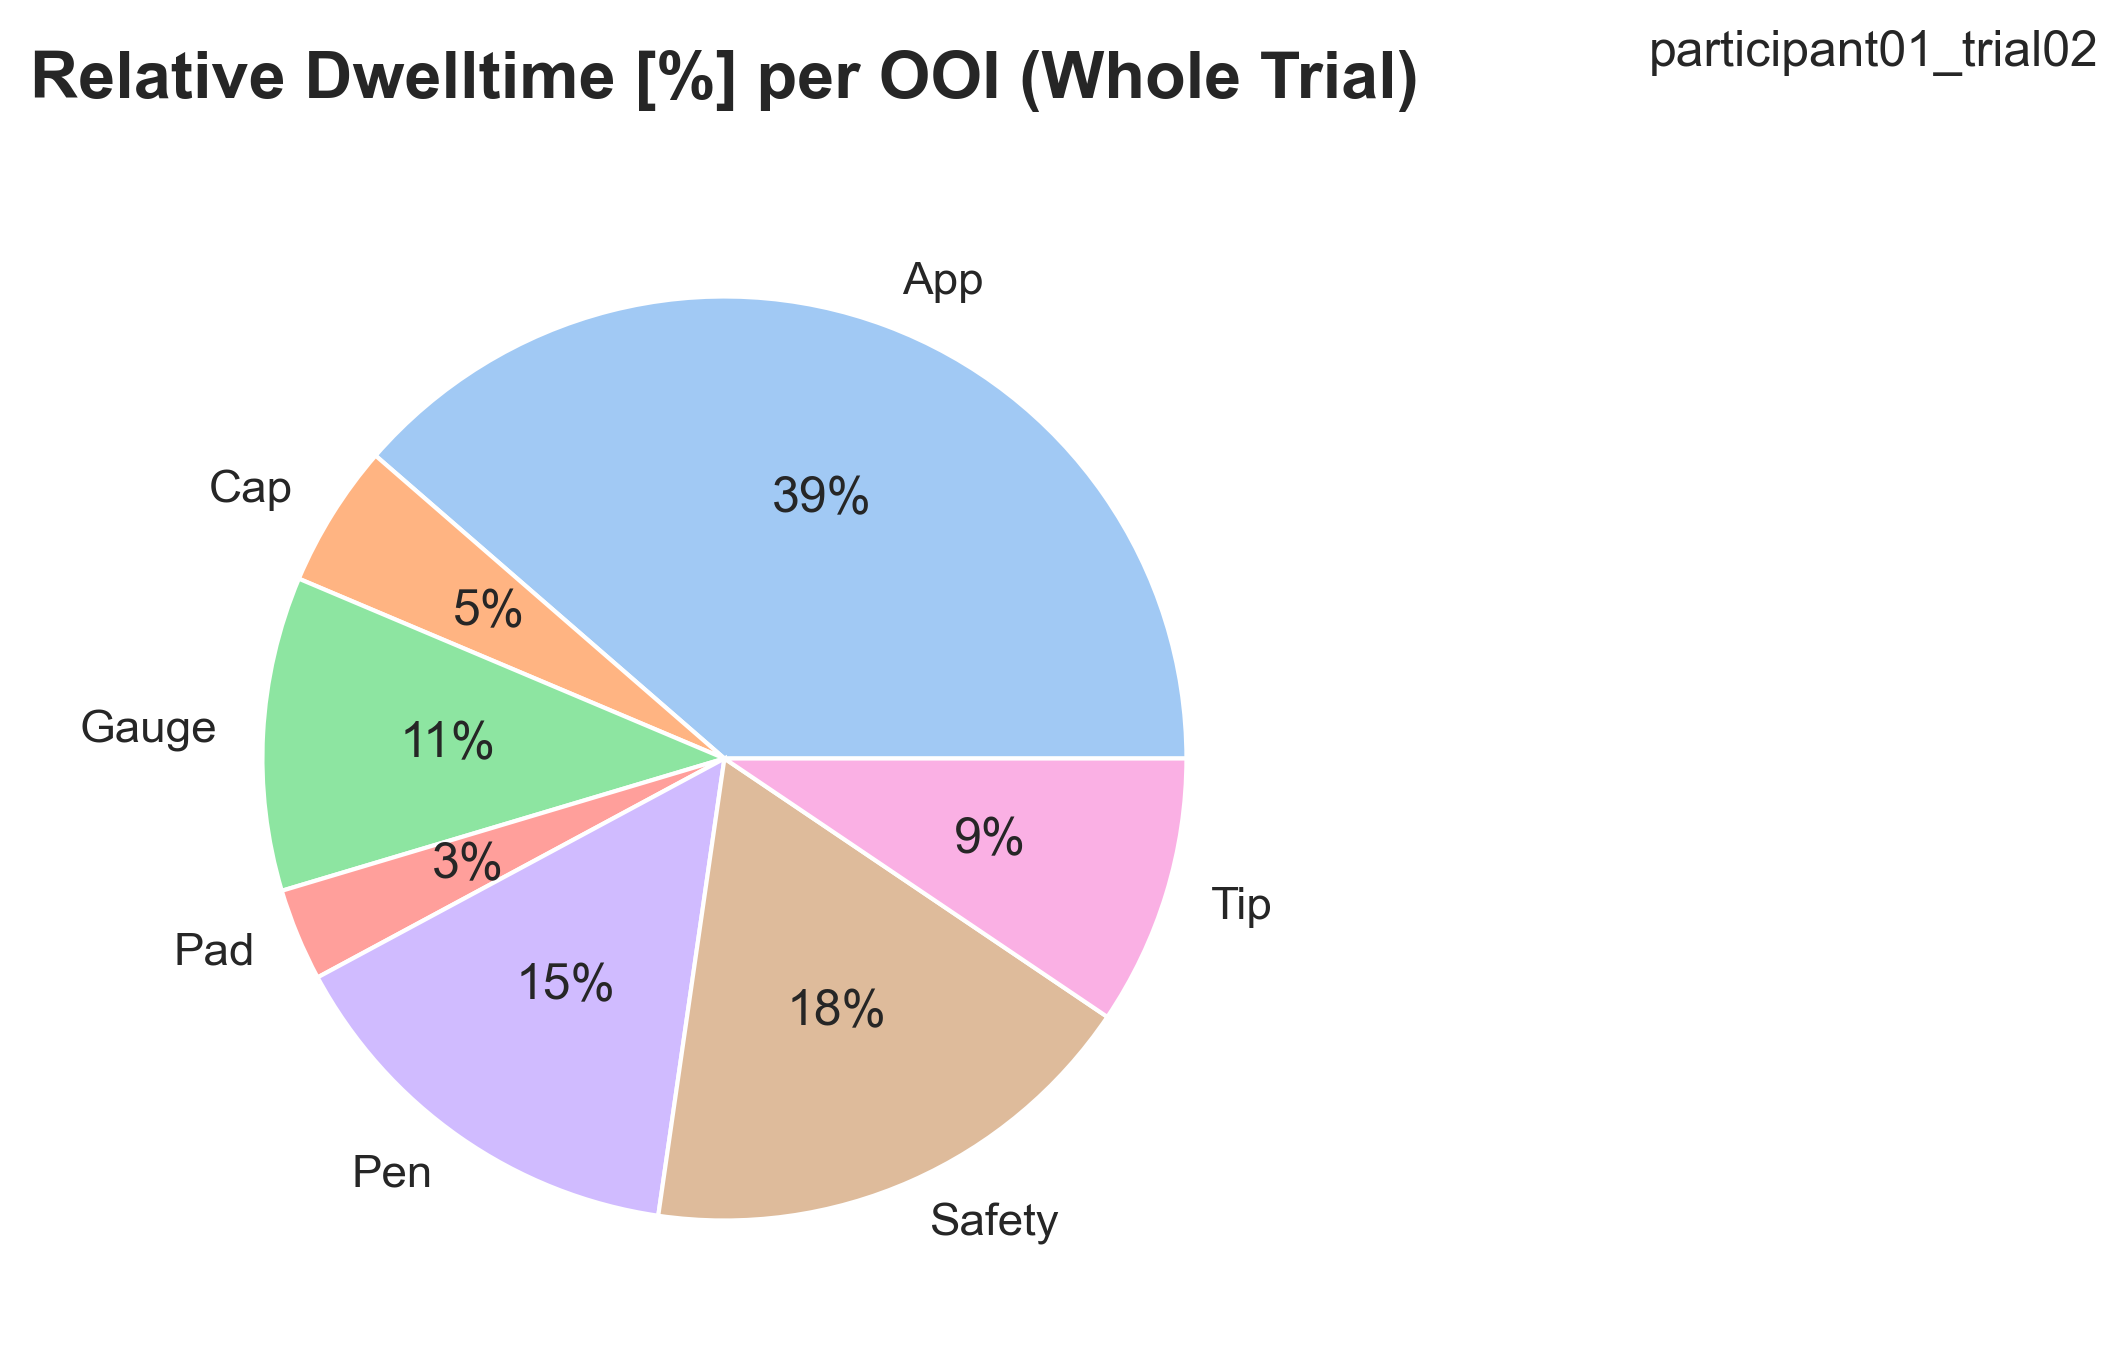 Relative Dwelltime [%] per OOI (Whole Trial)
participant01_trial02
App
39%
Cap
5%
Gauge
11%
Pad
3%
Pen
15%
Safety
18%
Tip
9%